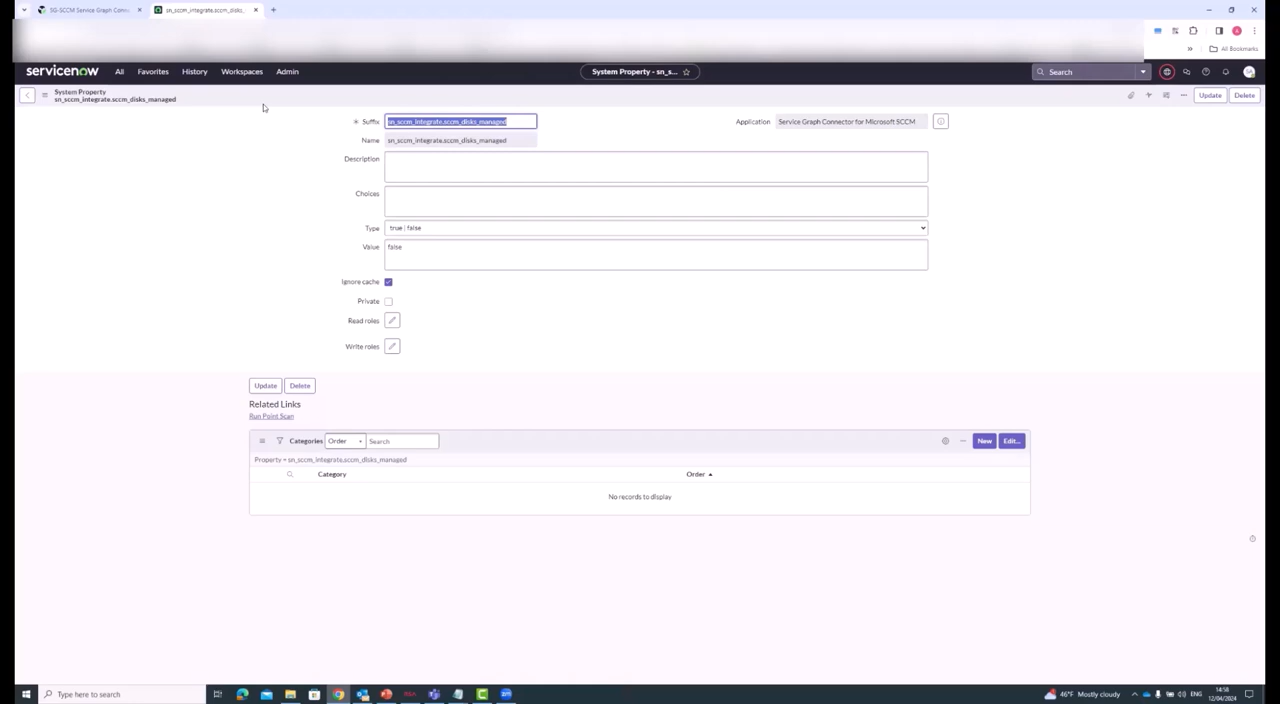 SG-SCCM Service Graph Conn
sn_sccm_integrate.sccm_disks_
All Bookmarks
servicenow All Favorites History Workspaces Admin System Property - sn_s... Search
System Property
sn_sccm_integrate.sccm_disks_managed
Update Delete
Suffix sn_sccm_integrate.sccm_disks_managed
Application Service Graph Connector for Microsoft SCCM
Name sn_sccm_integrate.sccm_disks_managed
Description
Choices
Type true | false
Value false
Ignore cache
Private
Read roles
Write roles
Update Delete
Related Links
Run Point Scan
Categories Order Search New Edit...
Property = sn_sccm_integrate.sccm_disks_managed
Category Order
No records to display
Type here to search
46°F Mostly cloudy ENG
14:58
12/04/2024